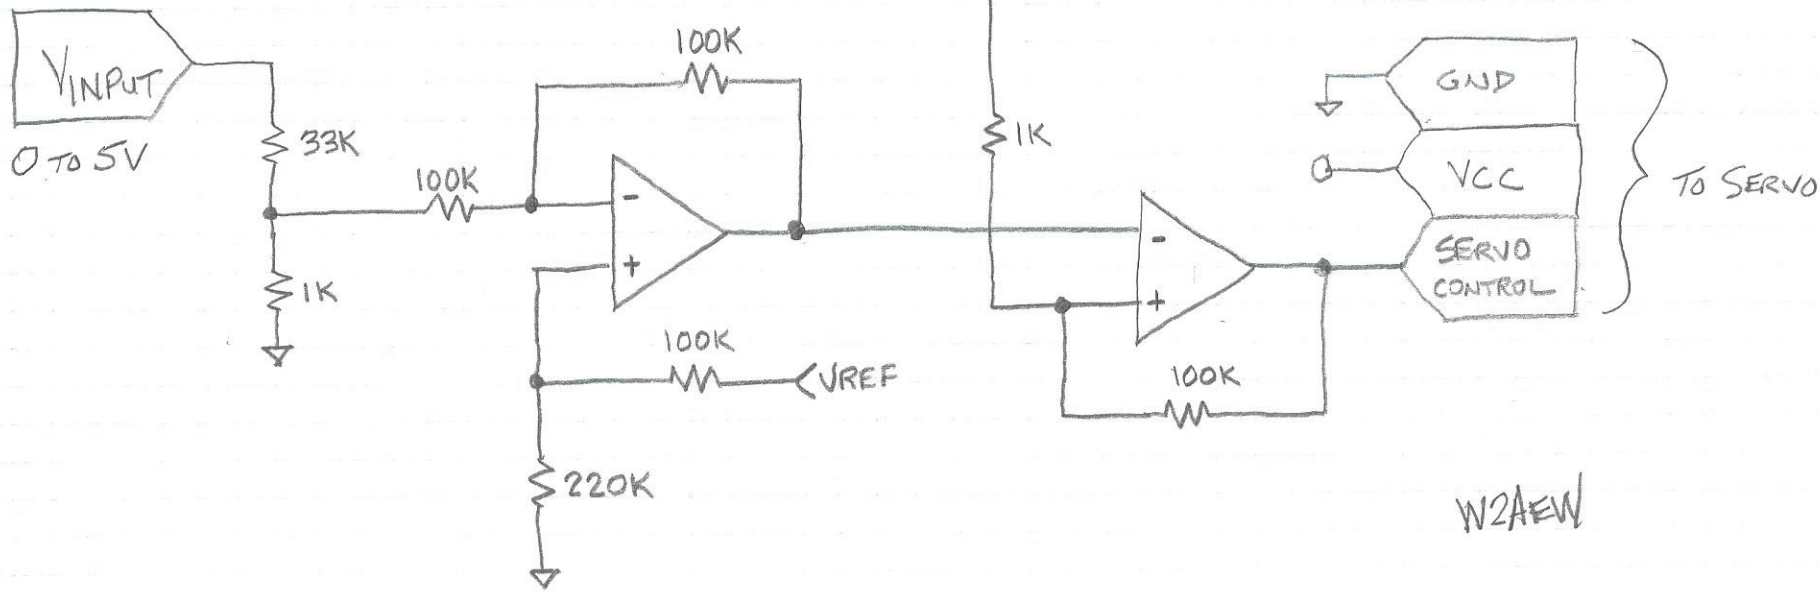 VINPUT
0 TO 5V
33K
1K
100K
100K
-
+
100K
VREF
220K
1K
-
+
100K
GND
VCC
SERVO
CONTROL
TO SERVO
W2AEW